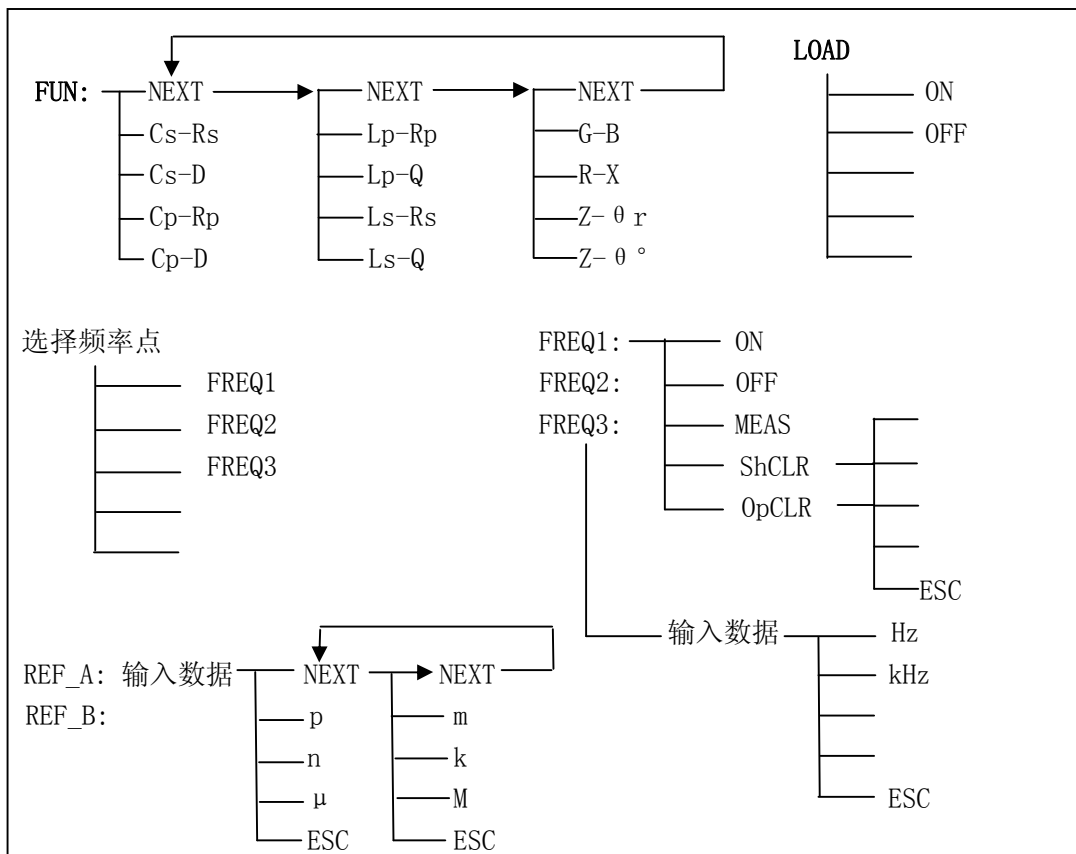 LOAD
FUN: NEXT NEXT NEXT ON
Cs-Rs Lp-Rp G-B OFF
Cs-D Lp-Q R-X
Cp-Rp Ls-Rs Z-θr
Cp-D Ls-Q Z-θ°
选择频率点 FREQ1: ON
FREQ1 FREQ2: OFF
FREQ2 FREQ3: MEAS
FREQ3 ShCLR
OpCLR
ESC
输入数据 Hz
REF_A: 输入数据 NEXT NEXT kHz
REF_B: p m
n k
μ M ESC
ESC ESC